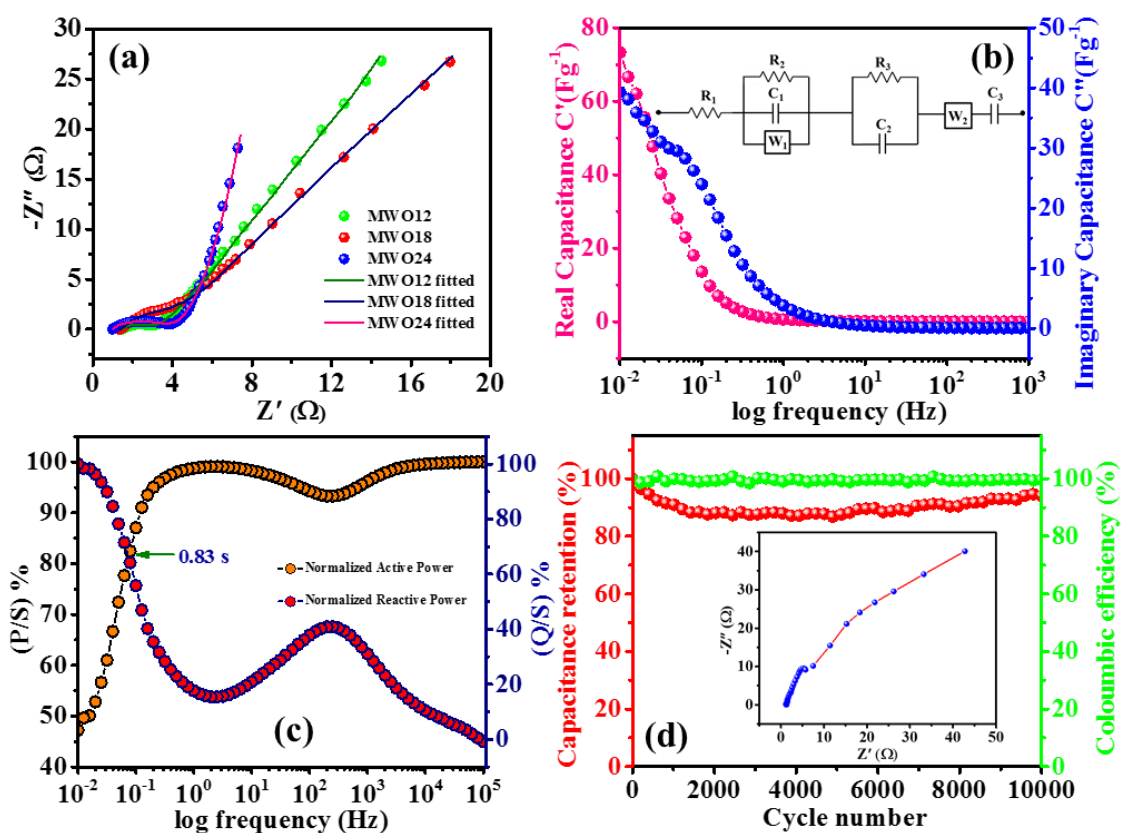 (a)
-Z″ (Ω)
30
25
20
15
10
5
0
MWO12
MWO18
MWO24
MWO12 fitted
MWO18 fitted
MWO24 fitted
0 4 8 12 16 20
Z′ (Ω)
(b)
Real Capacitance C'(Fg⁻¹)
80
60
40
20
0
R₁
R₂
C₁
W₁
R₃
C₂
W₂
C₃
50
40
30
20
10
0
Imaginary Capacitance C"(Fg⁻¹)
10⁻² 10⁻¹ 10⁰ 10¹ 10² 10³
log frequency (Hz)
(P/S) %
100
90
80
70
60
50
40
0.83 s
Normalized Active Power
Normalized Reactive Power
(c)
100
80
60
40
20
0
(Q/S) %
10⁻² 10⁻¹ 10⁰ 10¹ 10² 10³ 10⁴ 10⁵
log frequency (Hz)
Capacitance retention (%)
120
100
80
60
40
20
0
-Z″ (Ω)
40
30
20
10
0
0 10 20 30 40 50
Z′ (Ω)
(d)
120
100
80
60
40
20
0
Coloumbic efficiency (%)
0 2000 4000 6000 8000 10000
Cycle number